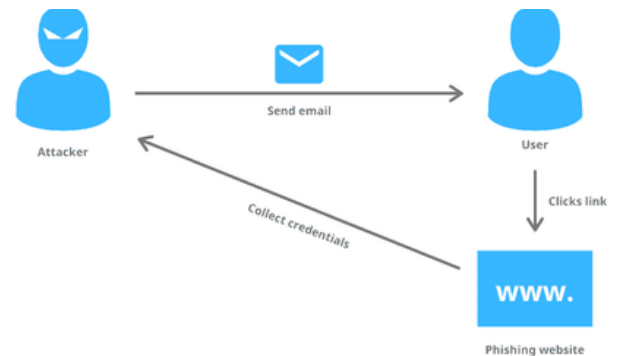 Send email
Attacker
User
Clicks link
Collect credentials
www.
Phishing website